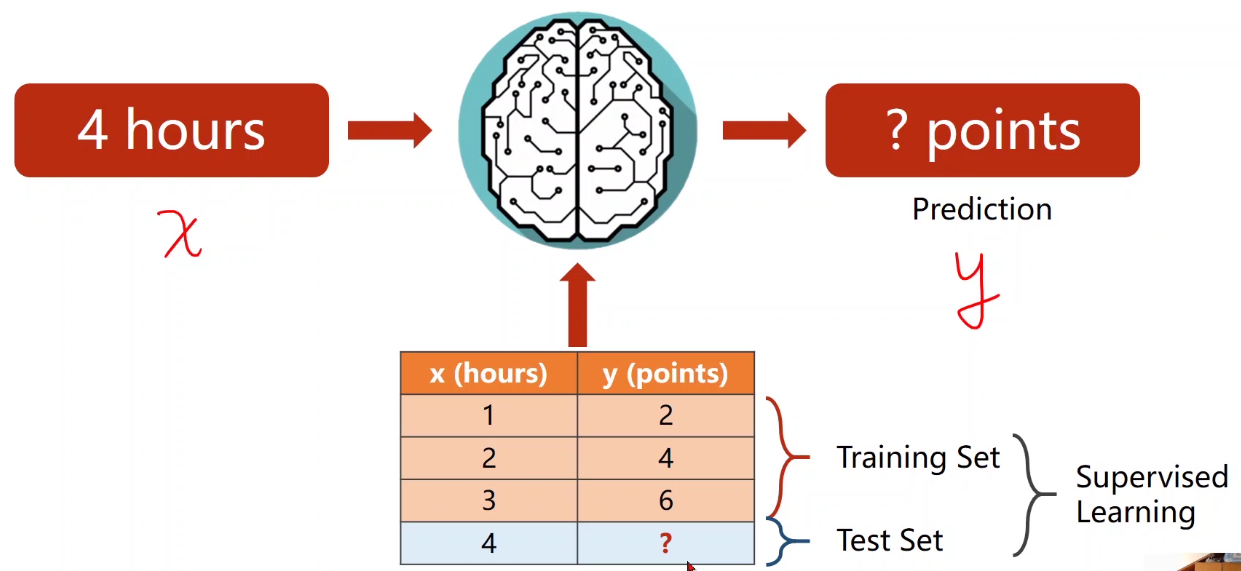 4 hours
? points
x
Prediction
y
x (hours) y (points)
1 2
2 4
3 6
4 ?
Training Set
Test Set
Supervised
Learning